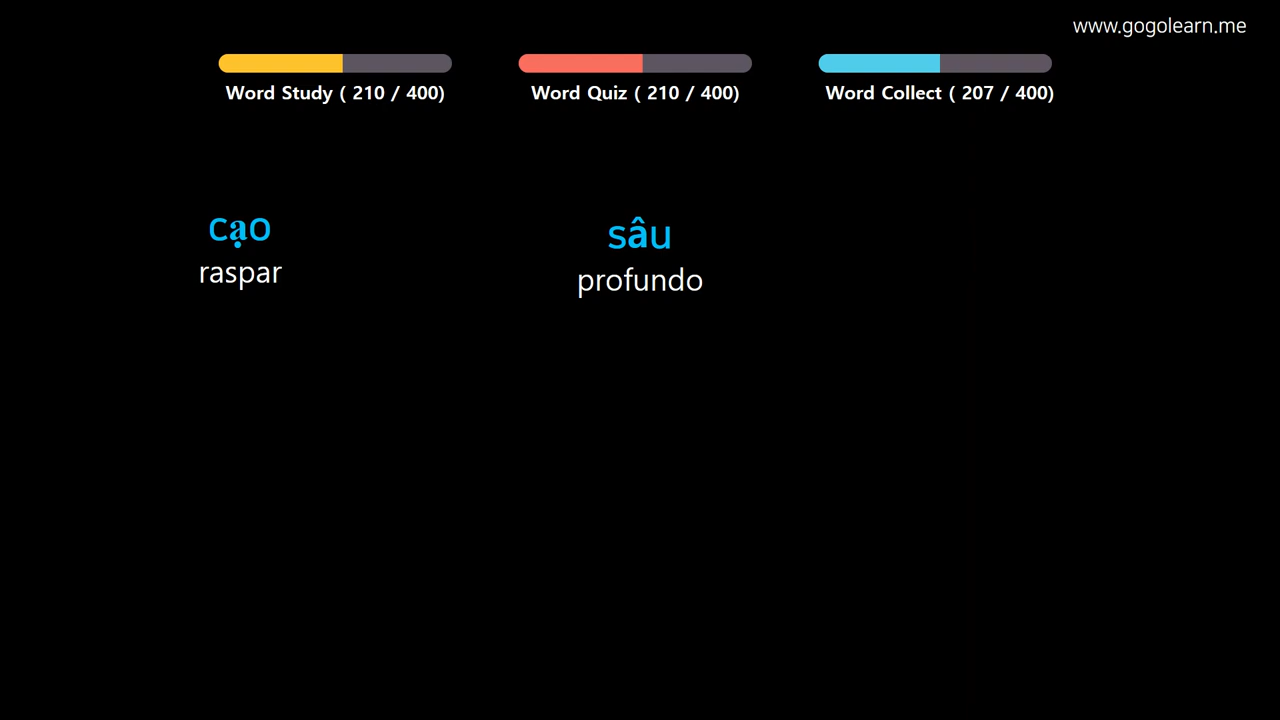 www.gogolearn.me
Word Study ( 210 / 400)
Word Quiz ( 210 / 400)
Word Collect ( 207 / 400)
cạo
raspar
sâu
profundo